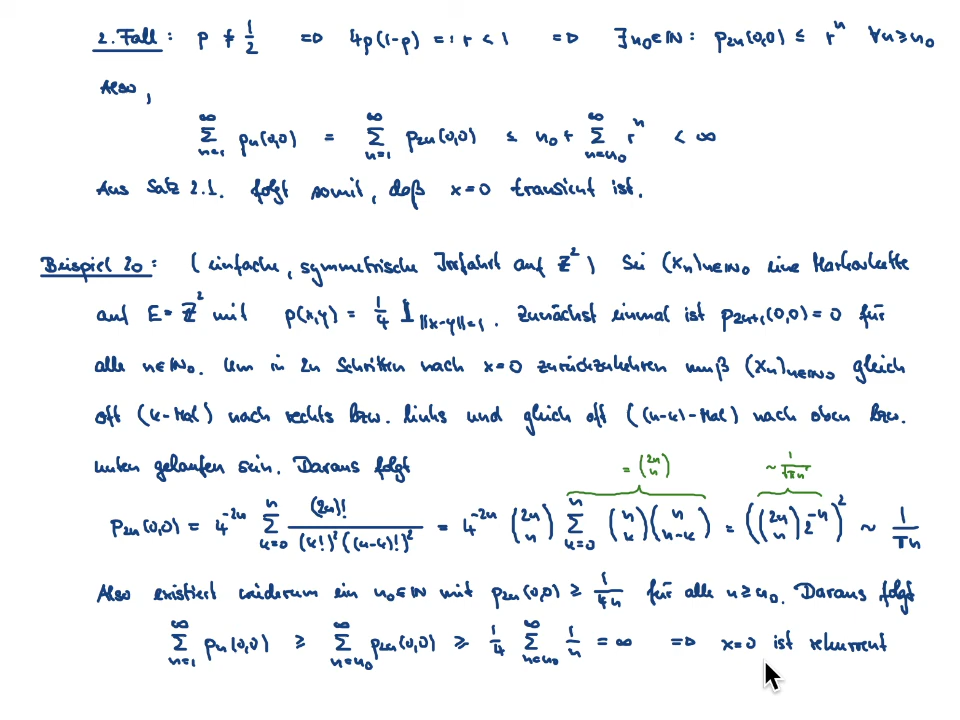 2. Fall : p ≠ 1/2 => 4p(1-p) =: r < 1 => ∃ n₀ ∈ ℕ : p₂ₙ(0,0) ≤ rⁿ ∀ n ≥ n₀
Also,
∑_{n=1}^∞ pₙ(0,0) = ∑_{n=1}^∞ p₂ₙ(0,0) ≤ n₀ + ∑_{n=n₀}^∞ rⁿ < ∞
Aus Satz 2.1. folgt somit, daß x=0 transient ist.
Beispiel 20 : (einfache, symmetrische Irrfahrt auf ℤ²) Sei (Xₙ)ₙ∈ℕ₀ eine Markovkette
auf E = ℤ² mit p(x,y) = 1/4 𝟙_{||x-y||=1}. Zunächst einmal ist p₂ₙ₊₁(0,0) = 0 für
alle n∈ℕ₀. Um in 2n Schritten nach x=0 zurückzukehren muß (Xₙ)ₙ∈ℕ₀ gleich
oft (k-Mal) nach rechts bzw. links und gleich oft ((n-k)-Mal) nach oben bzw.
unten gelaufen sein. Daraus folgt
= (2n über n) ~ 1/√(πn)
p₂ₙ(0,0) = 4^{-2n} ∑_{k=0}^n (2n)! / ((k!)² ((n-k)!)²) = 4^{-2n} (2n über n) ∑_{k=0}^n (n über k)(n über n-k) = ((2n über n) 2^{-n})² ~ 1/(πn)
Also existiert wiederum ein n₀∈ℕ mit p₂ₙ(0,0) ≥ 1/(4n) für alle n ≥ n₀. Daraus folgt
∑_{n=1}^∞ pₙ(0,0) ≥ ∑_{n=n₀}^∞ p₂ₙ(0,0) ≥ 1/4 ∑_{n=n₀}^∞ 1/n = ∞ => x=0 ist rekurrent